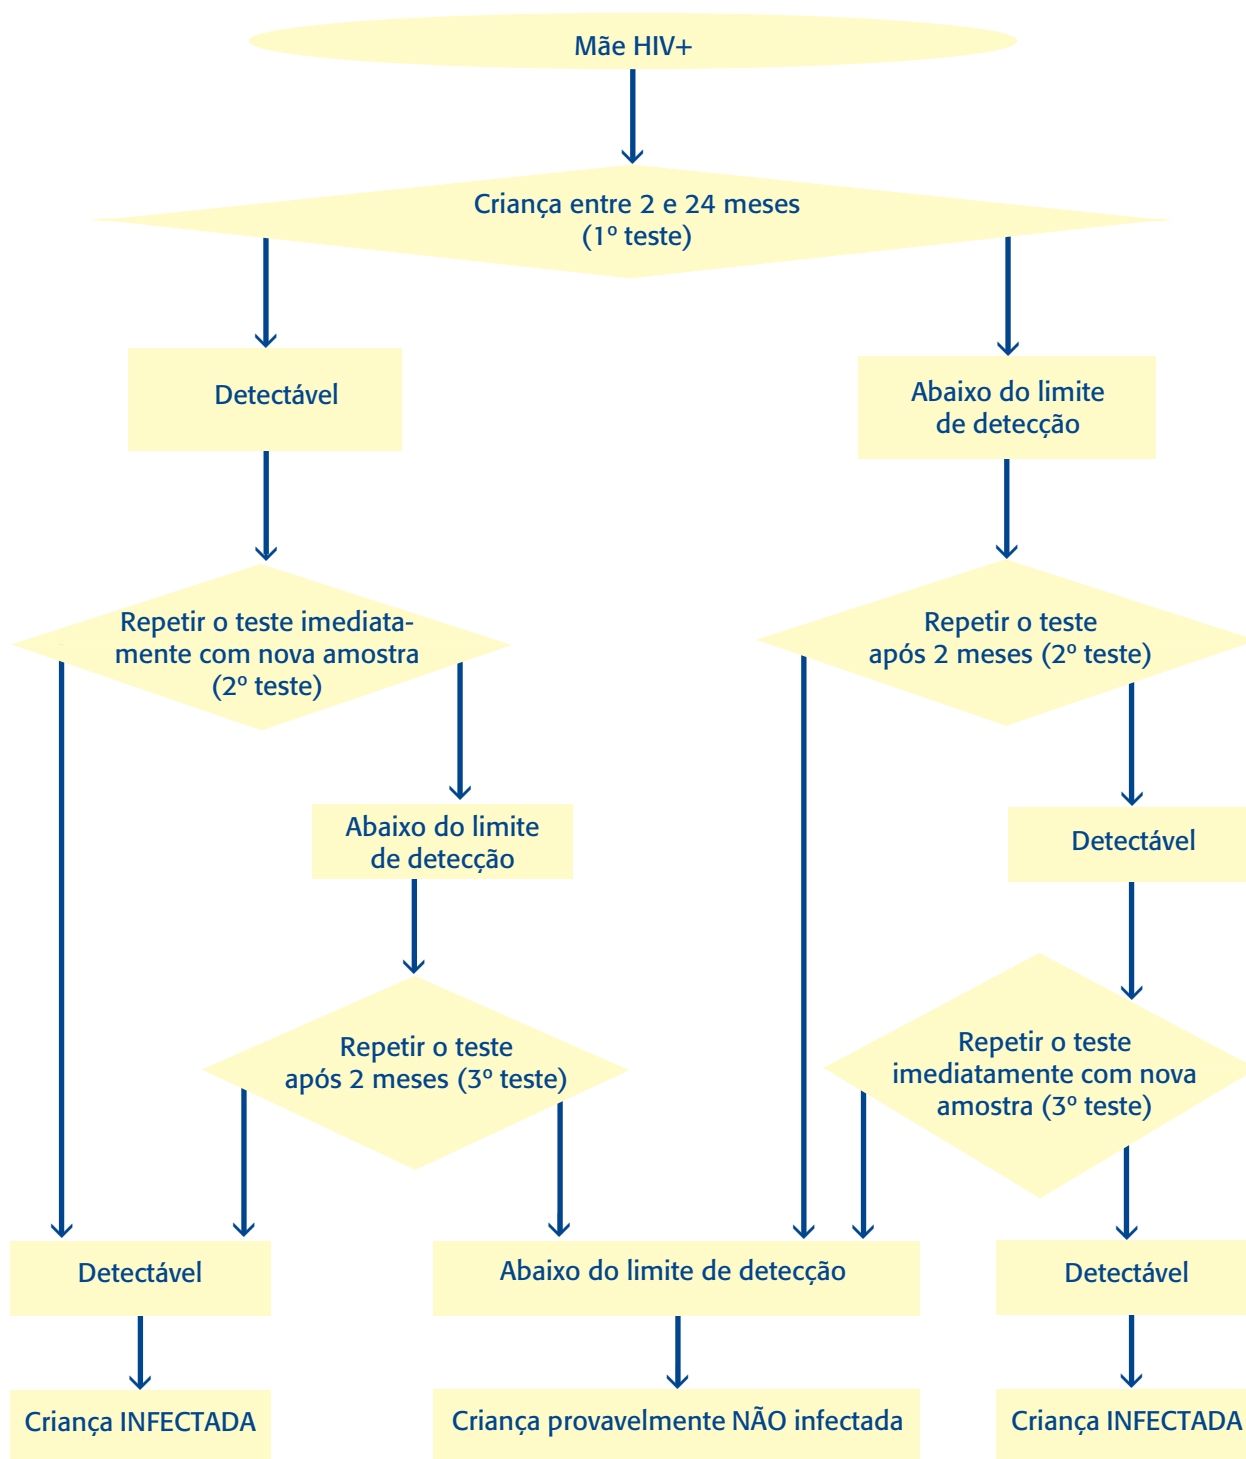 Mãe HIV+
Criança entre 2 e 24 meses
(1º teste)
Detectável
Abaixo do limite
de detecção
Repetir o teste imediata-
mente com nova amostra
(2º teste)
Repetir o teste
após 2 meses (2º teste)
Abaixo do limite
de detecção
Detectável
Repetir o teste
após 2 meses (3º teste)
Repetir o teste
imediatamente com nova
amostra (3º teste)
Detectável
Abaixo do limite de detecção
Detectável
Criança INFECTADA
Criança provavelmente NÃO infectada
Criança INFECTADA